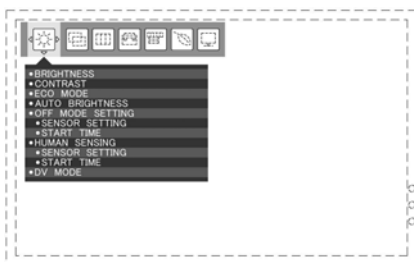 •BRIGHTNESS
•CONTRAST
•ECO MODE
•AUTO BRIGHTNESS
•OFF MODE SETTING
•SENSOR SETTING
•START TIME
•HUMAN SENSING
•SENSOR SETTING
•START TIME
•DV MODE